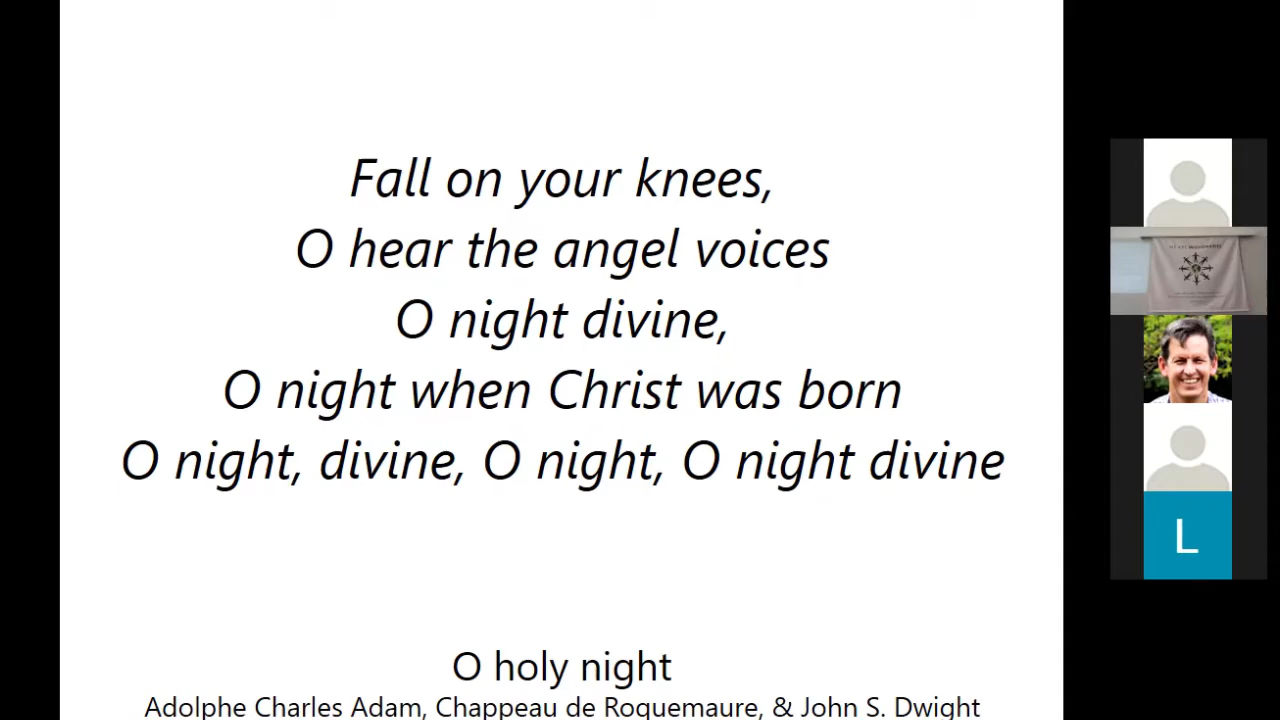 Fall on your knees,
O hear the angel voices
O night divine,
O night when Christ was born
O night, divine, O night, O night divine
O holy night
Adolphe Charles Adam, Chappeau de Roquemaure, & John S. Dwight
L